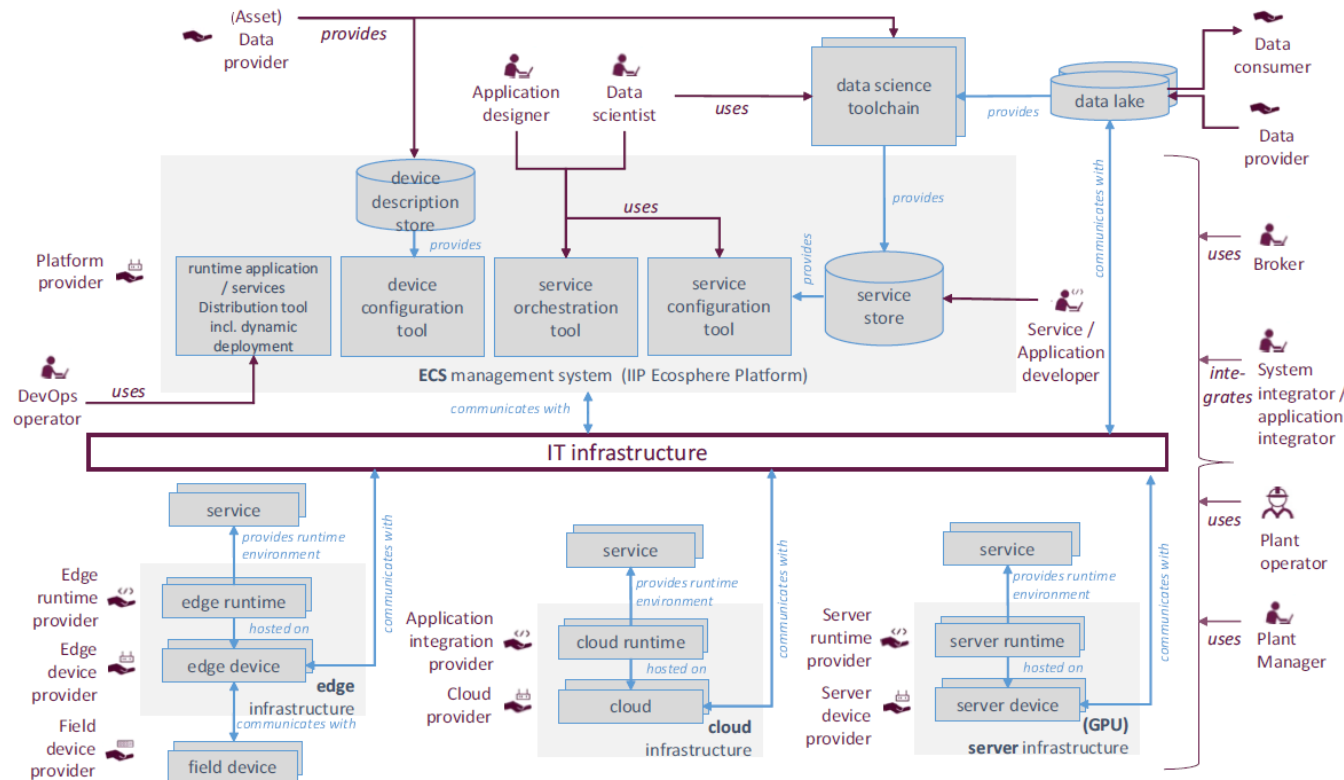 (Asset)
Data
provider
provides
Application
designer
Data
scientist
uses
data science
toolchain
provides
data lake
Data
consumer
Data
provider
device
description
store
provides
uses
provides
provides
communicates with
Platform
provider
runtime application
/ services
Distribution tool
incl. dynamic
deployment
device
configuration
tool
service
orchestration
tool
service
configuration
tool
service
store
Service /
Application
developer
uses
Broker
DevOps
operator
uses
ECS management system (IIP Ecosphere Platform)
communicates with
inte-
grates
System
integrator /
application
integrator
IT infrastructure
service
provides runtime
environment
communicates with
Edge
runtime
provider
edge runtime
hosted on
Edge
device
provider
edge device
edge
infrastructure
communicates with
Field
device
provider
field device
service
provides runtime
environment
communicates with
Application
integration
provider
cloud runtime
hosted on
Cloud
provider
cloud
cloud
infrastructure
service
provides runtime
environment
communicates with
Server
runtime
provider
server runtime
hosted on
Server
device
provider
server device
(GPU)
server infrastructure
uses
Plant
operator
uses
Plant
Manager